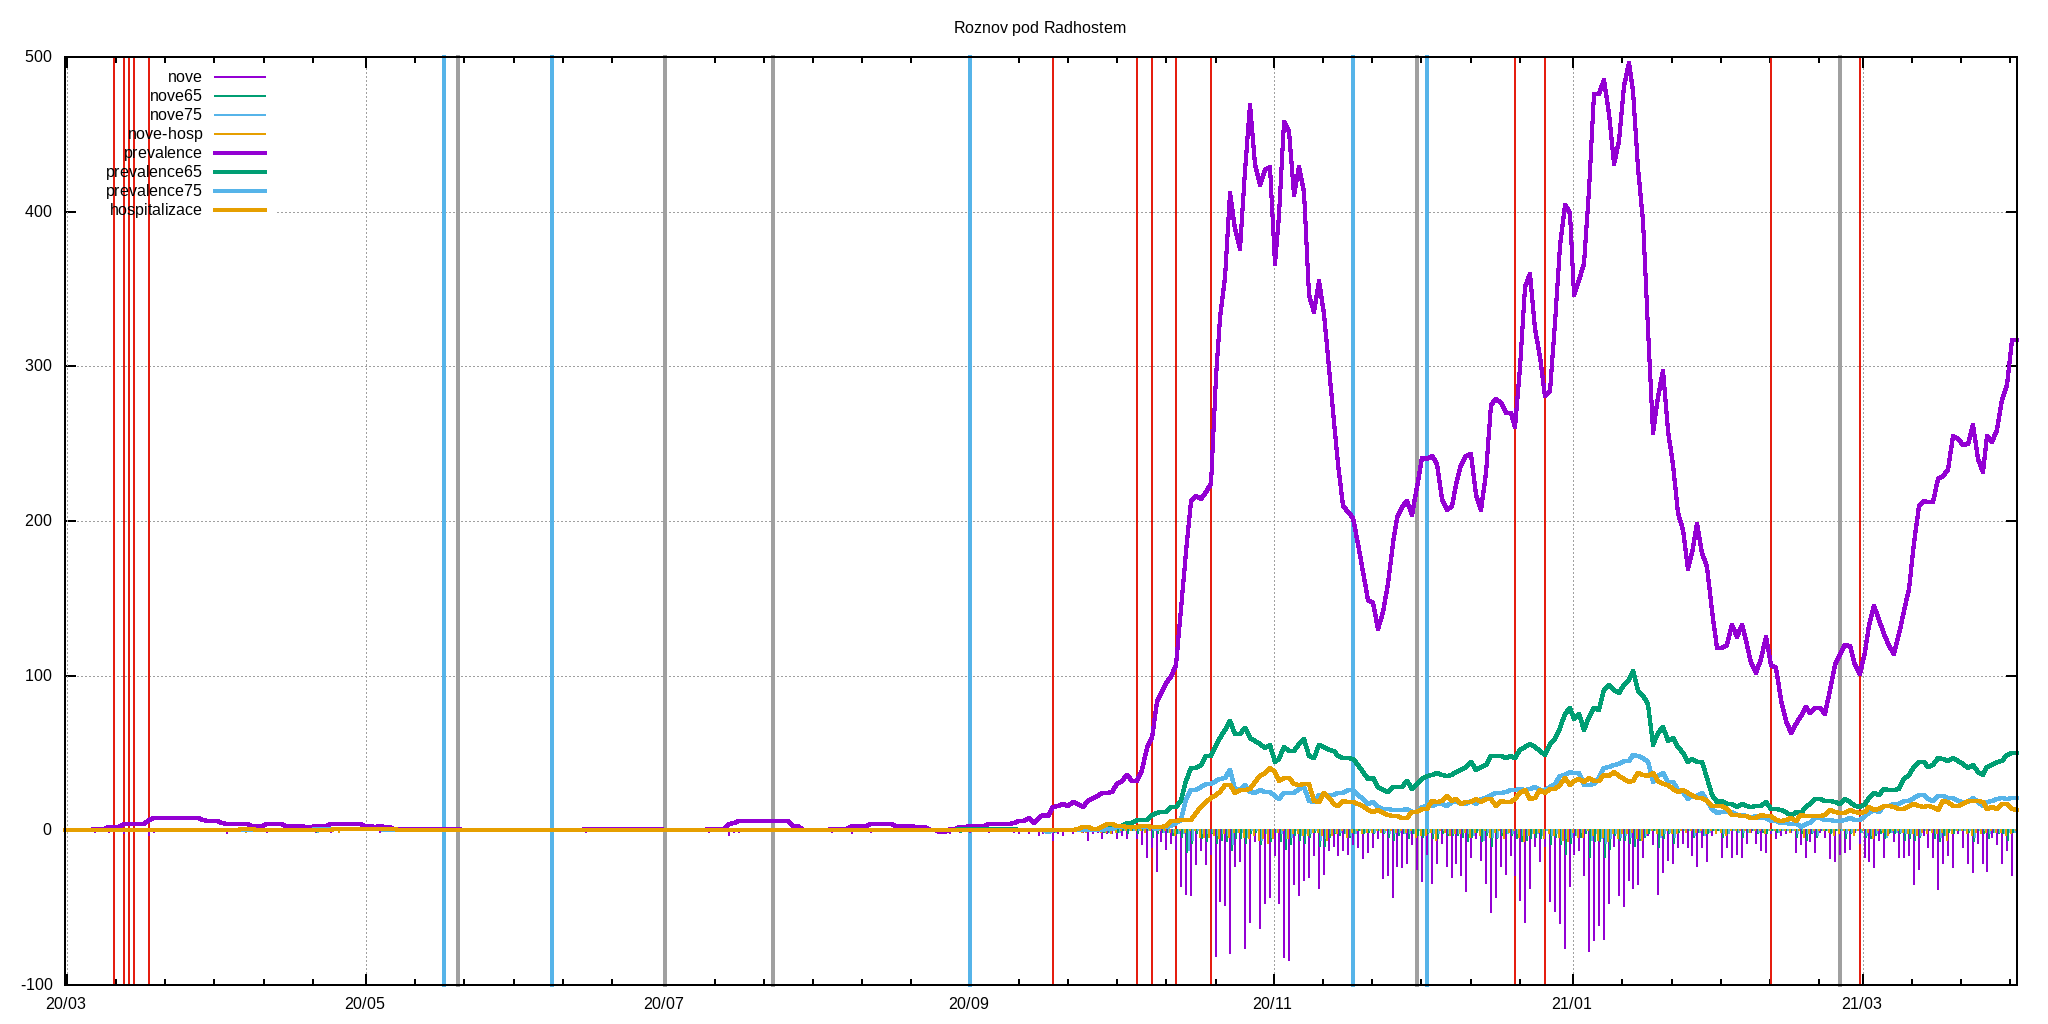 Roznov pod Radhostem
500
400
300
200
100
0
-100
nove
nove65
nove75
nove-hosp
prevalence
prevalence65
prevalence75
hospitalizace
20/03 20/05 20/07 20/09 20/11 21/01 21/03